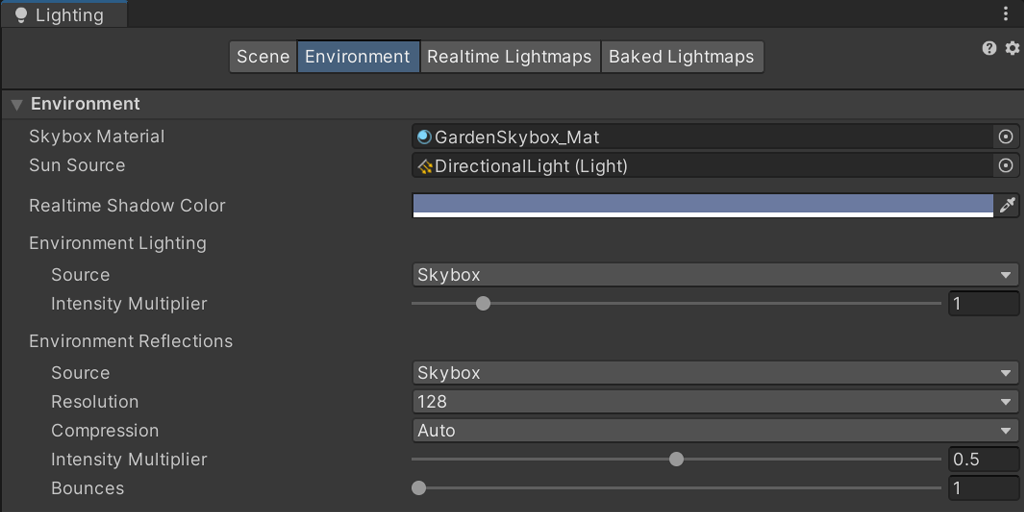 Lighting
Scene Environment Realtime Lightmaps Baked Lightmaps
Environment
Skybox Material GardenSkybox_Mat
Sun Source DirectionalLight (Light)
Realtime Shadow Color
Environment Lighting
Source Skybox
Intensity Multiplier 1
Environment Reflections
Source Skybox
Resolution 128
Compression Auto
Intensity Multiplier 0.5
Bounces 1